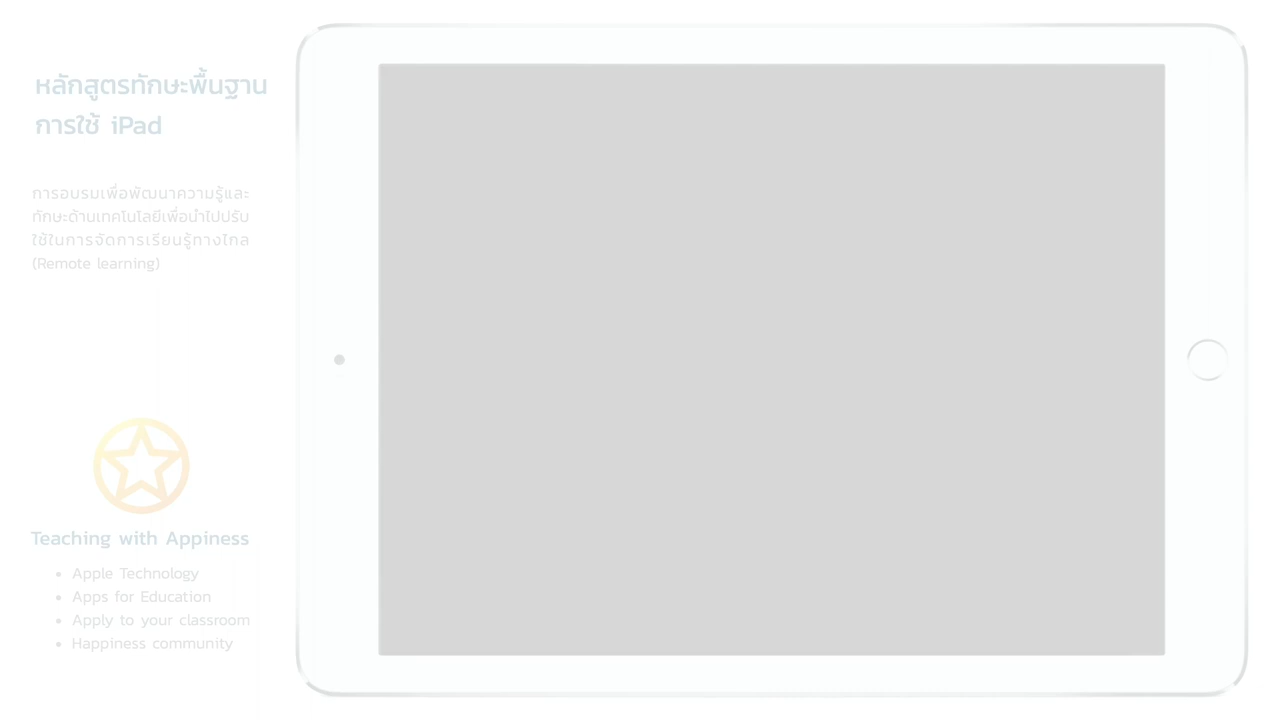 หลักสูตรทักษะพื้นฐาน
การใช้ iPad
การอบรมเพื่อพัฒนาความรู้และ
ทักษะด้านเทคโนโลยีเพื่อนำไปปรับ
ใช้ในการจัดการเรียนรู้ทางไกล
(Remote learning)
Teaching with Appiness
• Apple Technology
• Apps for Education
• Apply to your classroom
• Happiness community